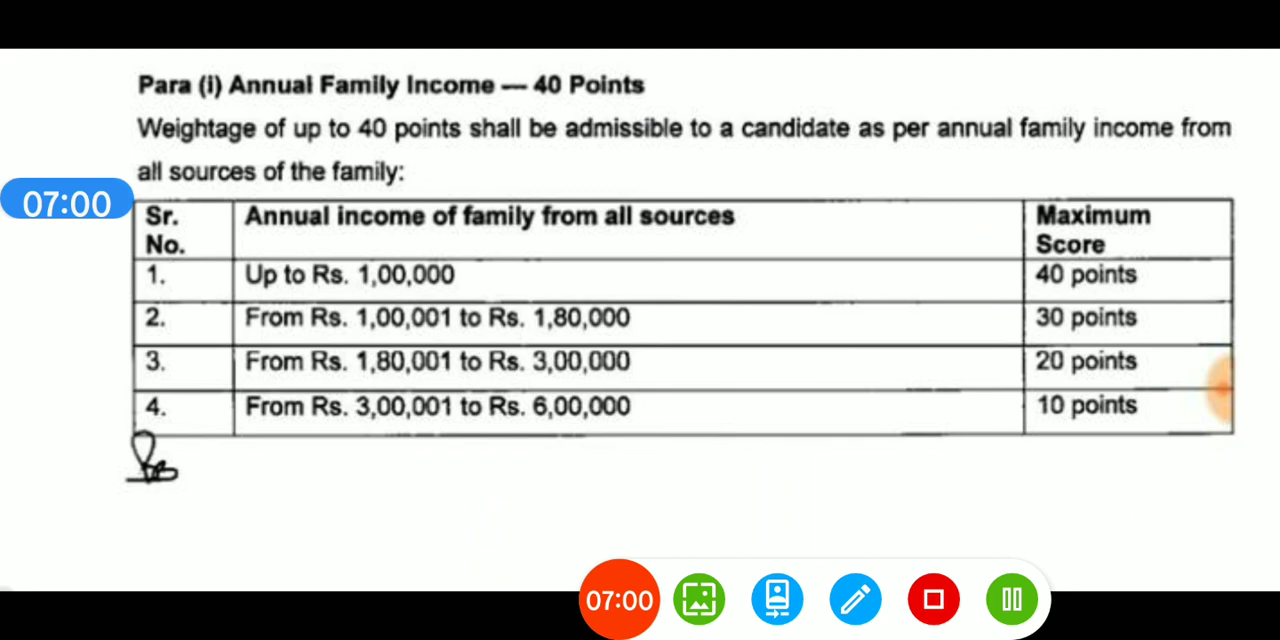 Para (i) Annual Family Income — 40 Points
Weightage of up to 40 points shall be admissible to a candidate as per annual family income from
all sources of the family:
07:00
Sr. No. Annual income of family from all sources Maximum Score
1. Up to Rs. 1,00,000 40 points
2. From Rs. 1,00,001 to Rs. 1,80,000 30 points
3. From Rs. 1,80,001 to Rs. 3,00,000 20 points
4. From Rs. 3,00,001 to Rs. 6,00,000 10 points
07:00